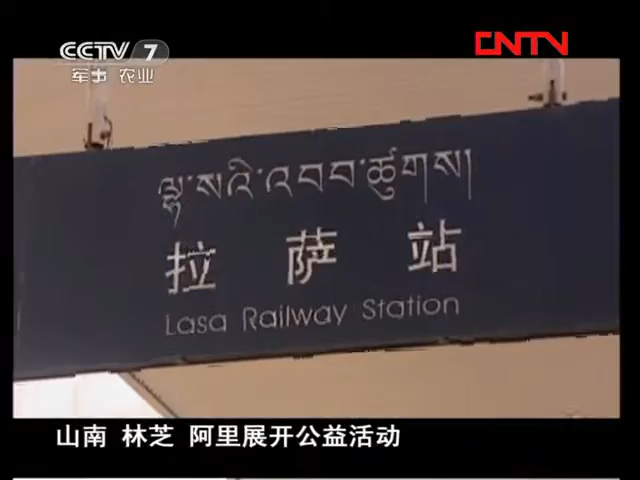 CCTV 7
军事 农业
CNTV
ལྷ་སའི་འབབ་ཚུགས།
拉萨站
Lasa Railway Station
山南 林芝 阿里展开公益活动